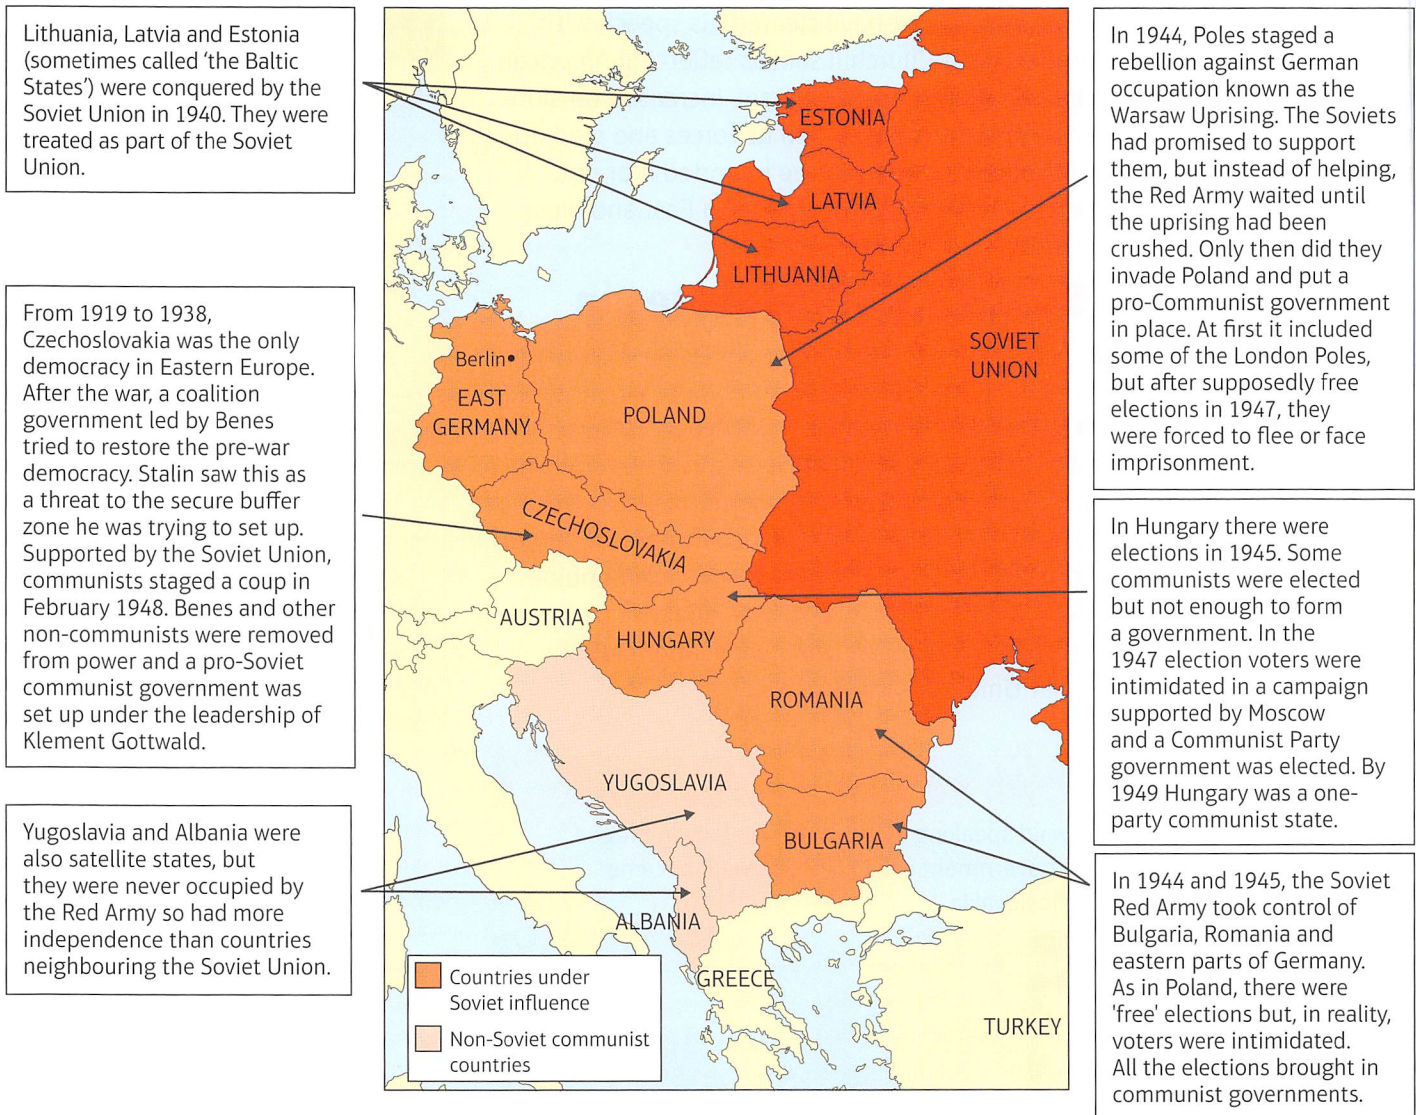 Lithuania, Latvia and Estonia
(sometimes called ‘the Baltic
States’) were conquered by the
Soviet Union in 1940. They were
treated as part of the Soviet
Union.
From 1919 to 1938,
Czechoslovakia was the only
democracy in Eastern Europe.
After the war, a coalition
government led by Benes
tried to restore the pre-war
democracy. Stalin saw this as
a threat to the secure buffer
zone he was trying to set up.
Supported by the Soviet Union,
communists staged a coup in
February 1948. Benes and other
non-communists were removed
from power and a pro-Soviet
communist government was
set up under the leadership of
Klement Gottwald.
Yugoslavia and Albania were
also satellite states, but
they were never occupied by
the Red Army so had more
independence than countries
neighbouring the Soviet Union.
ESTONIA
LATVIA
LITHUANIA
SOVIET
UNION
Berlin
EAST
GERMANY
POLAND
CZECHOSLOVAKIA
AUSTRIA
HUNGARY
ROMANIA
YUGOSLAVIA
BULGARIA
ALBANIA
GREECE
TURKEY
Countries under
Soviet influence
Non-Soviet communist
countries
In 1944, Poles staged a
rebellion against German
occupation known as the
Warsaw Uprising. The Soviets
had promised to support
them, but instead of helping,
the Red Army waited until
the uprising had been
crushed. Only then did they
invade Poland and put a
pro-Communist government
in place. At first it included
some of the London Poles,
but after supposedly free
elections in 1947, they
were forced to flee or face
imprisonment.
In Hungary there were
elections in 1945. Some
communists were elected
but not enough to form
a government. In the
1947 election voters were
intimidated in a campaign
supported by Moscow
and a Communist Party
government was elected. By
1949 Hungary was a one-
party communist state.
In 1944 and 1945, the Soviet
Red Army took control of
Bulgaria, Romania and
eastern parts of Germany.
As in Poland, there were
'free' elections but, in reality,
voters were intimidated.
All the elections brought in
communist governments.